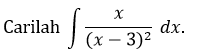 Carilah ∫ x / (x − 3)² dx.